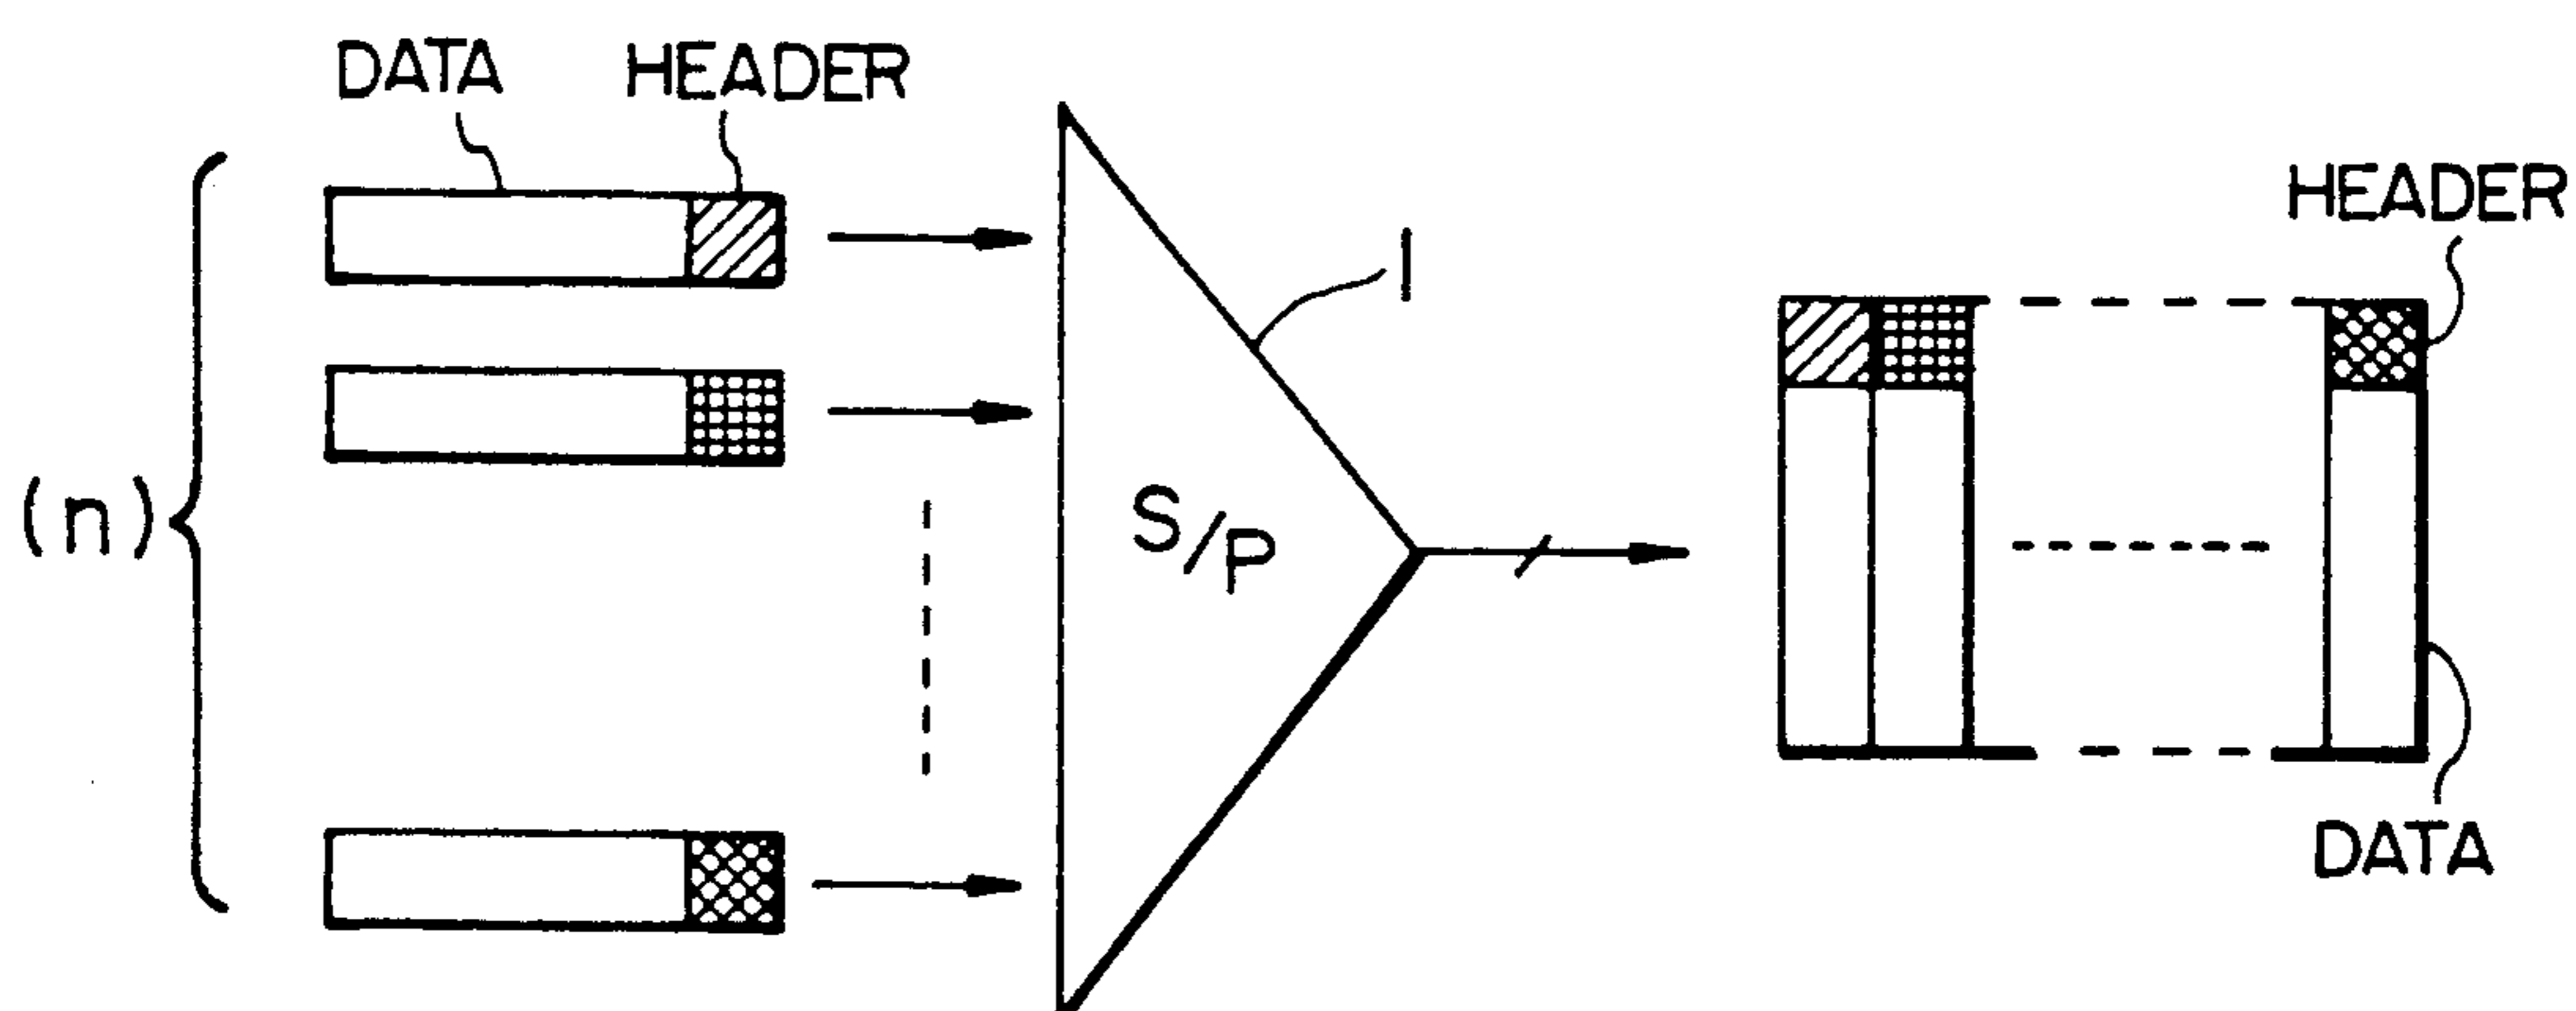 DATA
HEADER
(n)
1
S/P
HEADER
DATA